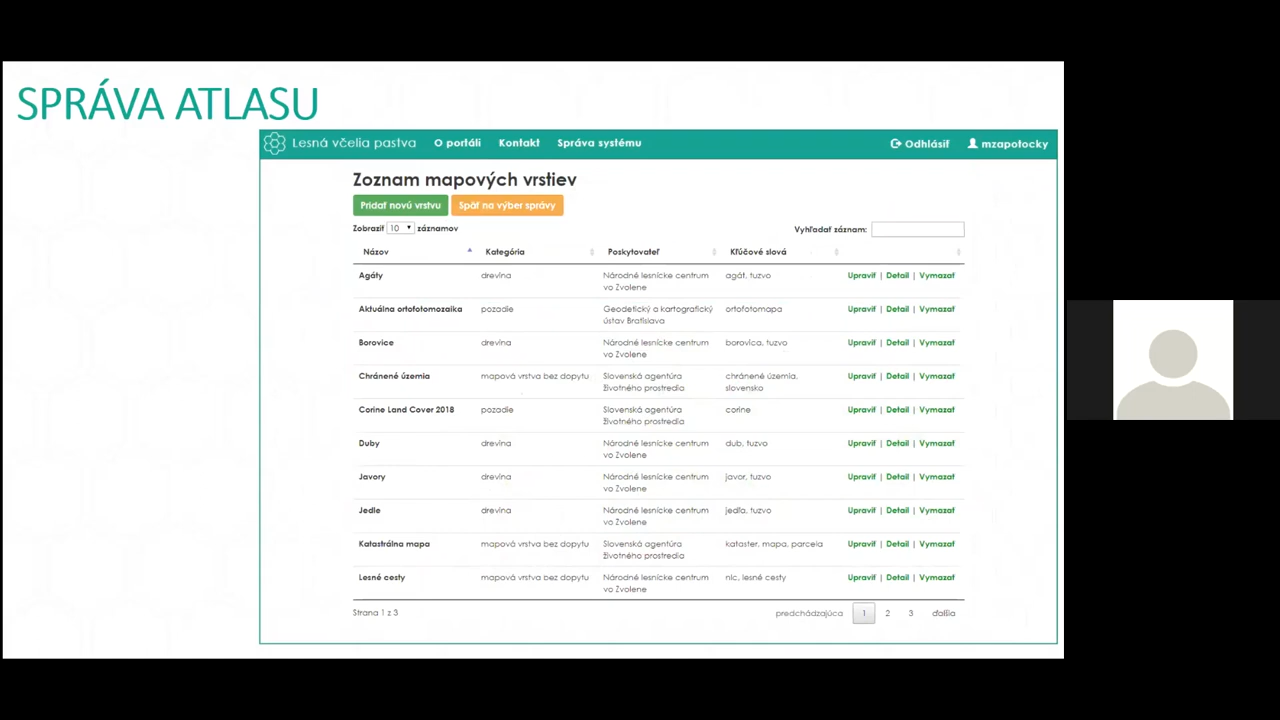 SPRÁVA ATLASU
Lesná včelia pastva O portáli Kontakt Správa systému Odhlásiť mzapotocky
Zoznam mapových vrstiev
Pridať novú vrstvu Späť na výber správy
Zobraziť 10 záznamov Vyhľadať záznam:
Názov Kategória Poskytovateľ Kľúčové slová
Agáty drevina Národné lesnícke centrum agát, tuzvo Upraviť | Detail | Vymazať
vo Zvolene
Aktuálna ortofotomozaika pozadie Geodetický a kartografický ortofotomapa Upraviť | Detail | Vymazať
ústav Bratislava
Borovice drevina Národné lesnícke centrum borovica, tuzvo Upraviť | Detail | Vymazať
vo Zvolene
Chránené územia mapová vrstva bez dopytu Slovenská agentúra chránené územia, Upraviť | Detail | Vymazať
životného prostredia slovensko
Corine Land Cover 2018 pozadie Slovenská agentúra corine Upraviť | Detail | Vymazať
životného prostredia
Duby drevina Národné lesnícke centrum dub, tuzvo Upraviť | Detail | Vymazať
vo Zvolene
Javory drevina Národné lesnícke centrum javor, tuzvo Upraviť | Detail | Vymazať
vo Zvolene
Jedle drevina Národné lesnícke centrum jedľa, tuzvo Upraviť | Detail | Vymazať
vo Zvolene
Katastrálna mapa mapová vrstva bez dopytu Slovenská agentúra kataster, mapa, parcela Upraviť | Detail | Vymazať
životného prostredia
Lesné cesty mapová vrstva bez dopytu Národné lesnícke centrum nlc, lesné cesty Upraviť | Detail | Vymazať
vo Zvolene
Strana 1 z 3 predchádzajúca 1 2 3 ďalšia